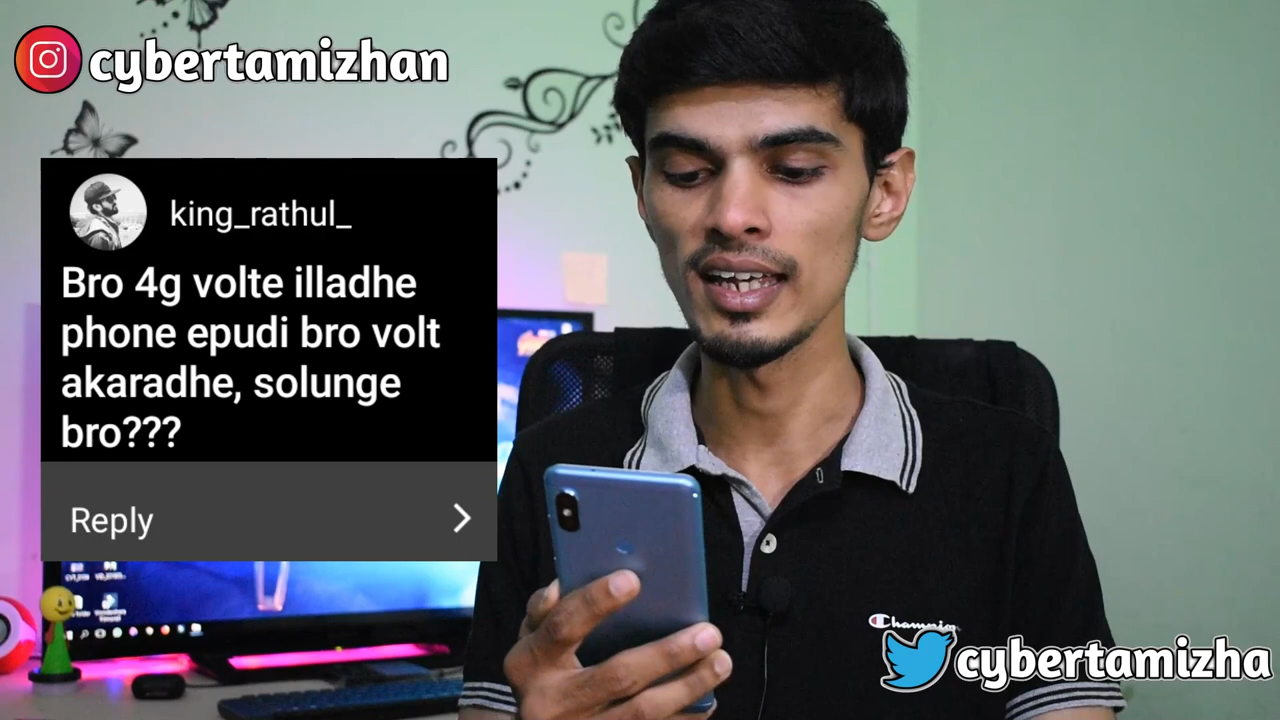 cybertamizhan
king_rathul_
Bro 4g volte illadhe
phone epudi bro volt
akaradhe, solunge
bro???
Reply
Champion
cybertamizha